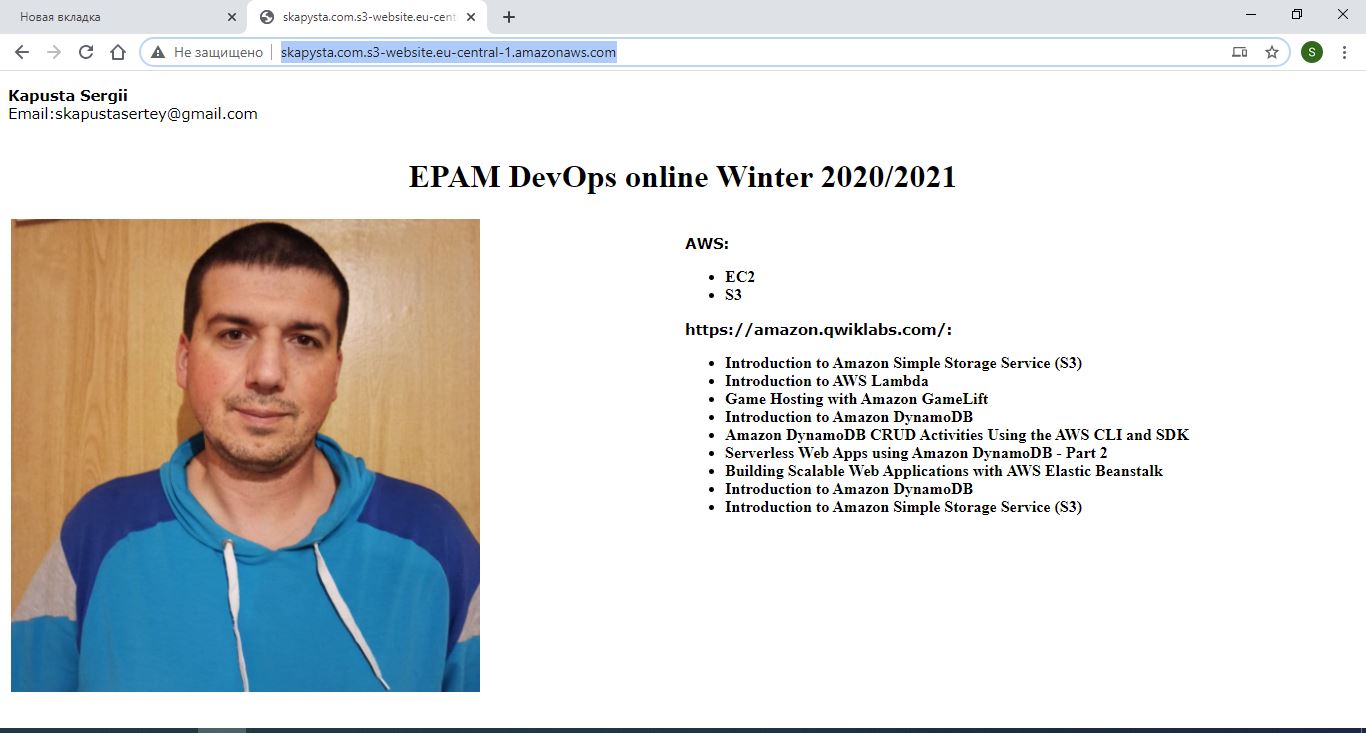 Новая вкладка
skapysta.com.s3-website.eu-cent
Не защищено
skapysta.com.s3-website.eu-central-1.amazonaws.com
S
Kapusta Sergii
Email:skapustasertey@gmail.com
EPAM DevOps online Winter 2020/2021
AWS:
EC2
S3
https://amazon.qwiklabs.com/:
Introduction to Amazon Simple Storage Service (S3)
Introduction to AWS Lambda
Game Hosting with Amazon GameLift
Introduction to Amazon DynamoDB
Amazon DynamoDB CRUD Activities Using the AWS CLI and SDK
Serverless Web Apps using Amazon DynamoDB - Part 2
Building Scalable Web Applications with AWS Elastic Beanstalk
Introduction to Amazon DynamoDB
Introduction to Amazon Simple Storage Service (S3)